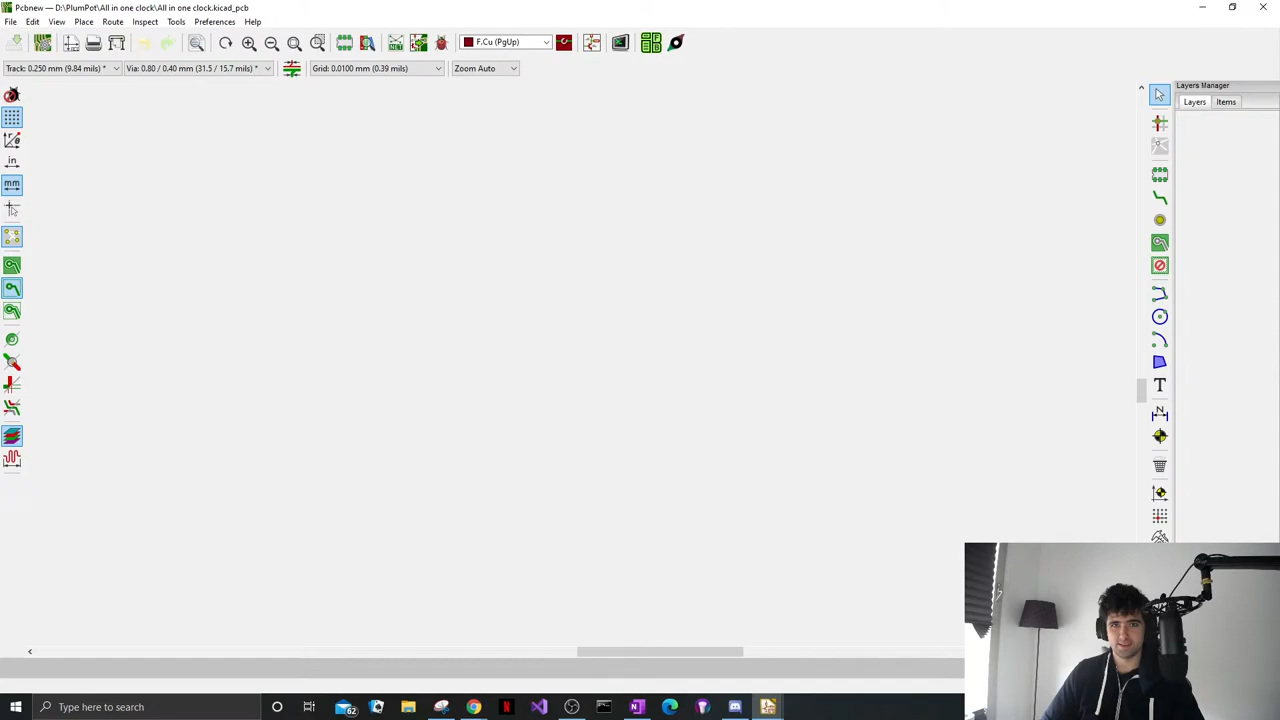 Pcbnew — D:\PlumPot\All in one clock\All in one clock.kicad_pcb
File Edit View Place Route Inspect Tools Preferences Help
NET
F.Cu (PgUp)
Track: 0.250 mm (9.84 mils) *
Via: 0.80 / 0.40 mm (31.5 / 15.7 mils) *
Grid: 0.0100 mm (0.39 mils)
Zoom Auto
Layers Manager
Layers Items
in
mm
T
N
Type here to search
62